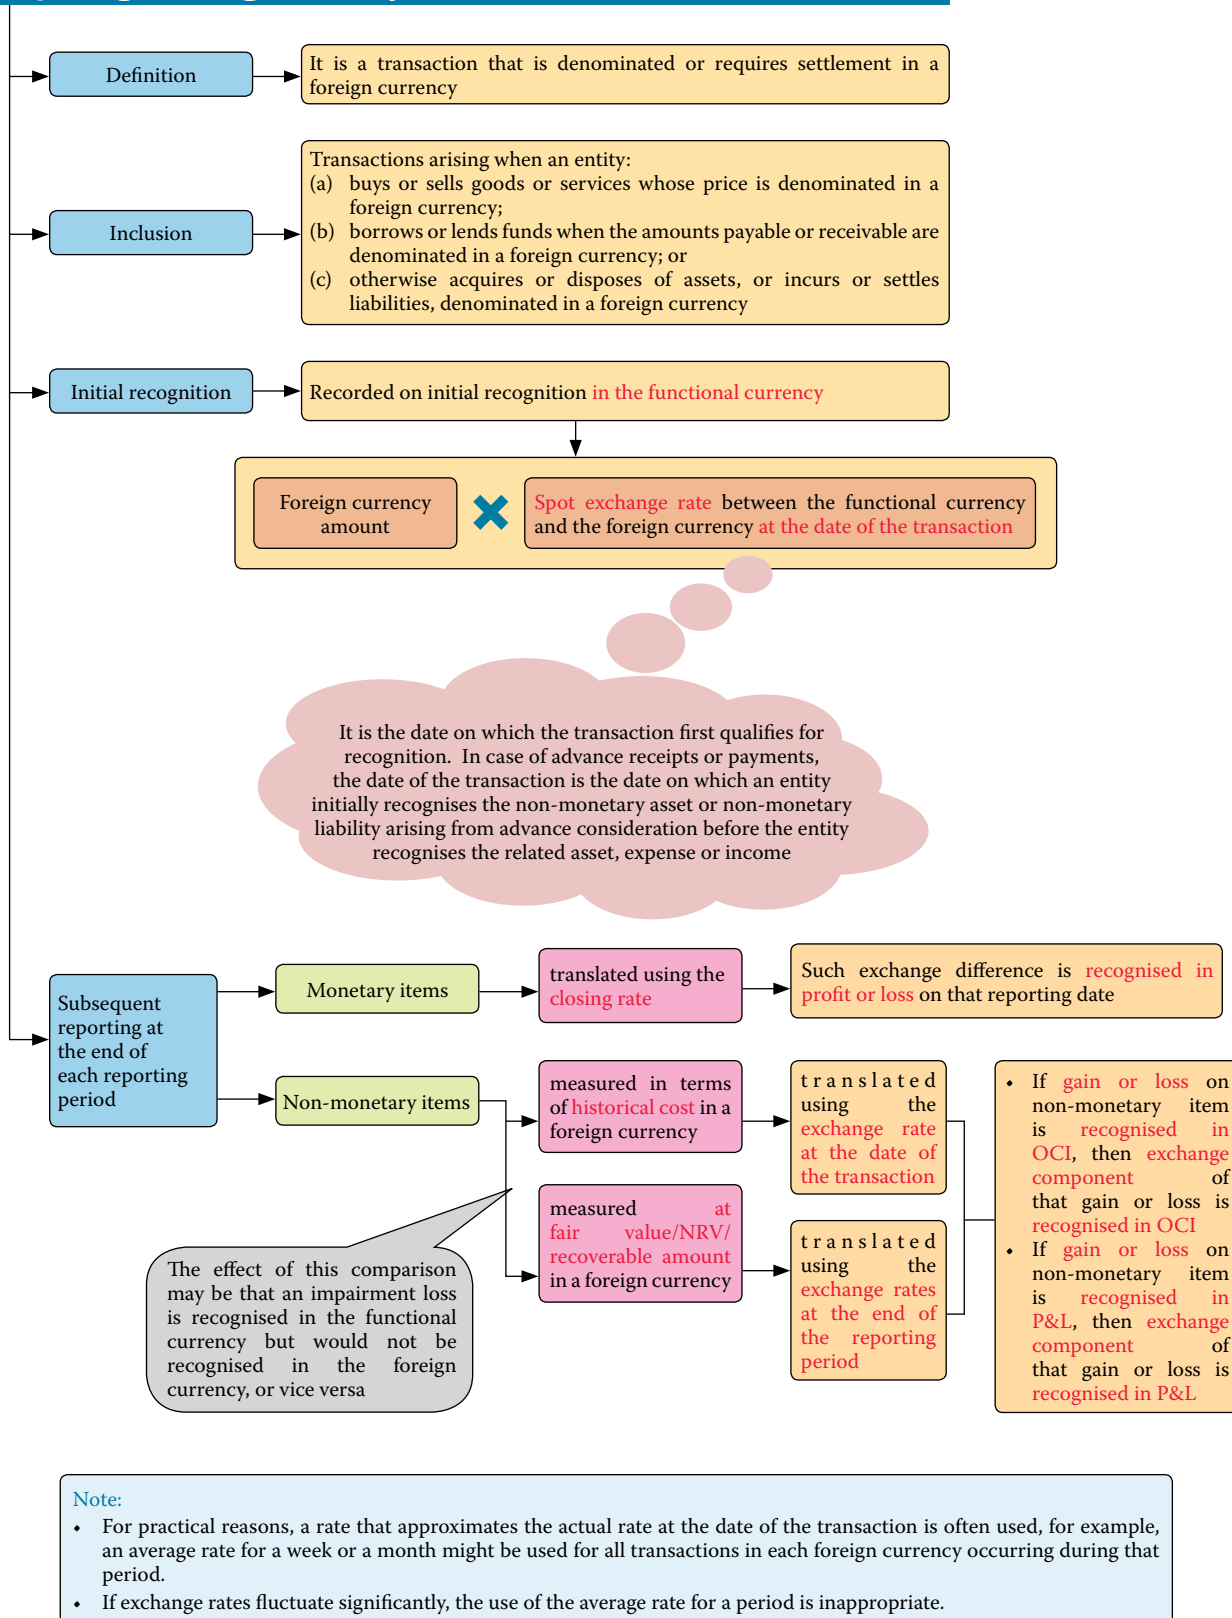 Definition
It is a transaction that is denominated or requires settlement in a
foreign currency
Inclusion
Transactions arising when an entity:
(a) buys or sells goods or services whose price is denominated in a
foreign currency;
(b) borrows or lends funds when the amounts payable or receivable are
denominated in a foreign currency; or
(c) otherwise acquires or disposes of assets, or incurs or settles
liabilities, denominated in a foreign currency
Initial recognition
Recorded on initial recognition in the functional currency
Foreign currency
amount
Spot exchange rate between the functional currency
and the foreign currency at the date of the transaction
It is the date on which the transaction first qualifies for
recognition. In case of advance receipts or payments,
the date of the transaction is the date on which an entity
initially recognises the non-monetary asset or non-monetary
liability arising from advance consideration before the entity
recognises the related asset, expense or income
Subsequent
reporting at
the end of
each reporting
period
Monetary items
translated using the
closing rate
Such exchange difference is recognised in
profit or loss on that reporting date
Non-monetary items
measured in terms
of historical cost in a
foreign currency
translated
using the
exchange rate
at the date of
the transaction
measured at
fair value/NRV/
recoverable amount
in a foreign currency
translated
using the
exchange rates
at the end of
the reporting
period
• If gain or loss on
non-monetary item
is recognised in
OCI, then exchange
component of
that gain or loss is
recognised in OCI
• If gain or loss on
non-monetary item
is recognised in
P&L, then exchange
component of
that gain or loss is
recognised in P&L
The effect of this comparison
may be that an impairment loss
is recognised in the functional
currency but would not be
recognised in the foreign
currency, or vice versa
Note:
• For practical reasons, a rate that approximates the actual rate at the date of the transaction is often used, for example,
an average rate for a week or a month might be used for all transactions in each foreign currency occurring during that
period.
• If exchange rates fluctuate significantly, the use of the average rate for a period is inappropriate.